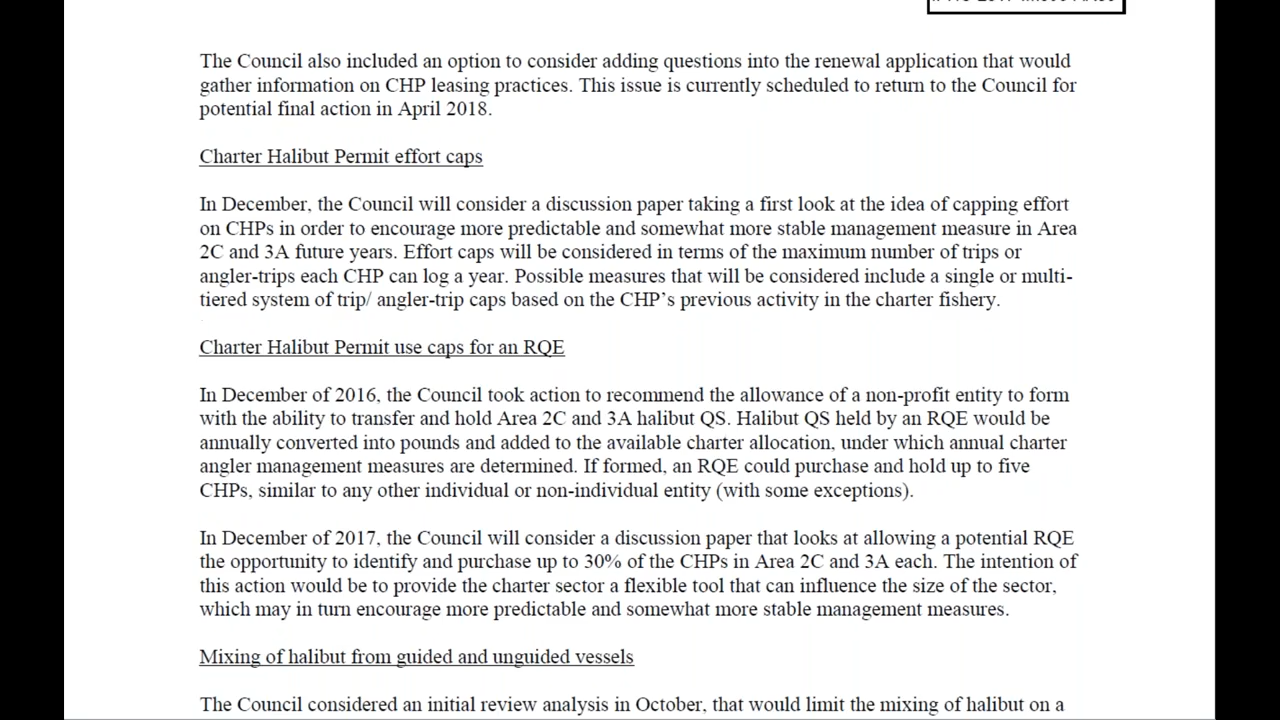 The Council also included an option to consider adding questions into the renewal application that would
gather information on CHP leasing practices. This issue is currently scheduled to return to the Council for
potential final action in April 2018.
Charter Halibut Permit effort caps
In December, the Council will consider a discussion paper taking a first look at the idea of capping effort
on CHPs in order to encourage more predictable and somewhat more stable management measure in Area
2C and 3A future years. Effort caps will be considered in terms of the maximum number of trips or
angler-trips each CHP can log a year. Possible measures that will be considered include a single or multi-
tiered system of trip/ angler-trip caps based on the CHP’s previous activity in the charter fishery.
Charter Halibut Permit use caps for an RQE
In December of 2016, the Council took action to recommend the allowance of a non-profit entity to form
with the ability to transfer and hold Area 2C and 3A halibut QS. Halibut QS held by an RQE would be
annually converted into pounds and added to the available charter allocation, under which annual charter
angler management measures are determined. If formed, an RQE could purchase and hold up to five
CHPs, similar to any other individual or non-individual entity (with some exceptions).
In December of 2017, the Council will consider a discussion paper that looks at allowing a potential RQE
the opportunity to identify and purchase up to 30% of the CHPs in Area 2C and 3A each. The intention of
this action would be to provide the charter sector a flexible tool that can influence the size of the sector,
which may in turn encourage more predictable and somewhat more stable management measures.
Mixing of halibut from guided and unguided vessels
The Council considered an initial review analysis in October, that would limit the mixing of halibut on a